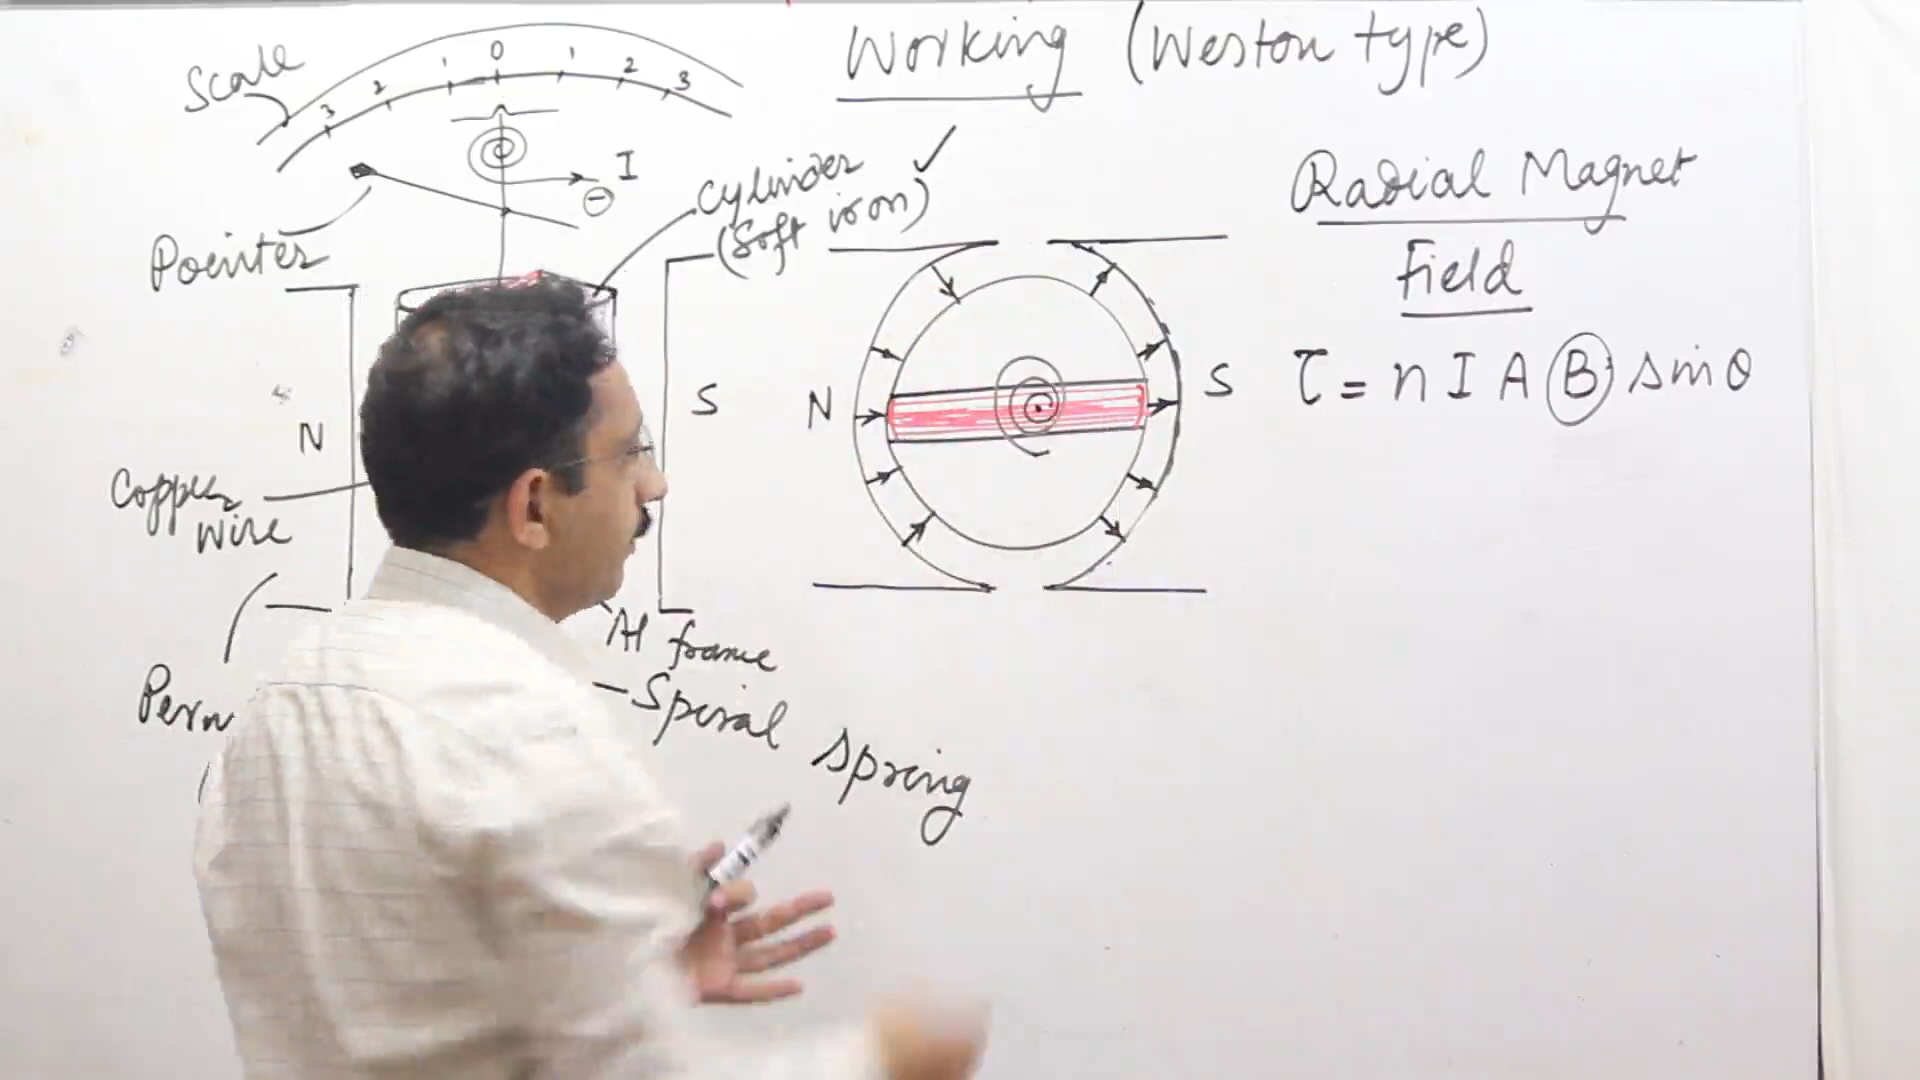 Working (Weston type)
Scale
3 2 1 0 1 2 3
I
Pointer
Cylinder
(Soft iron)
Radial Magnet
Field
N
S
N
S
τ = n I A B sin θ
Copper
wire
Al frame
Spiral spring